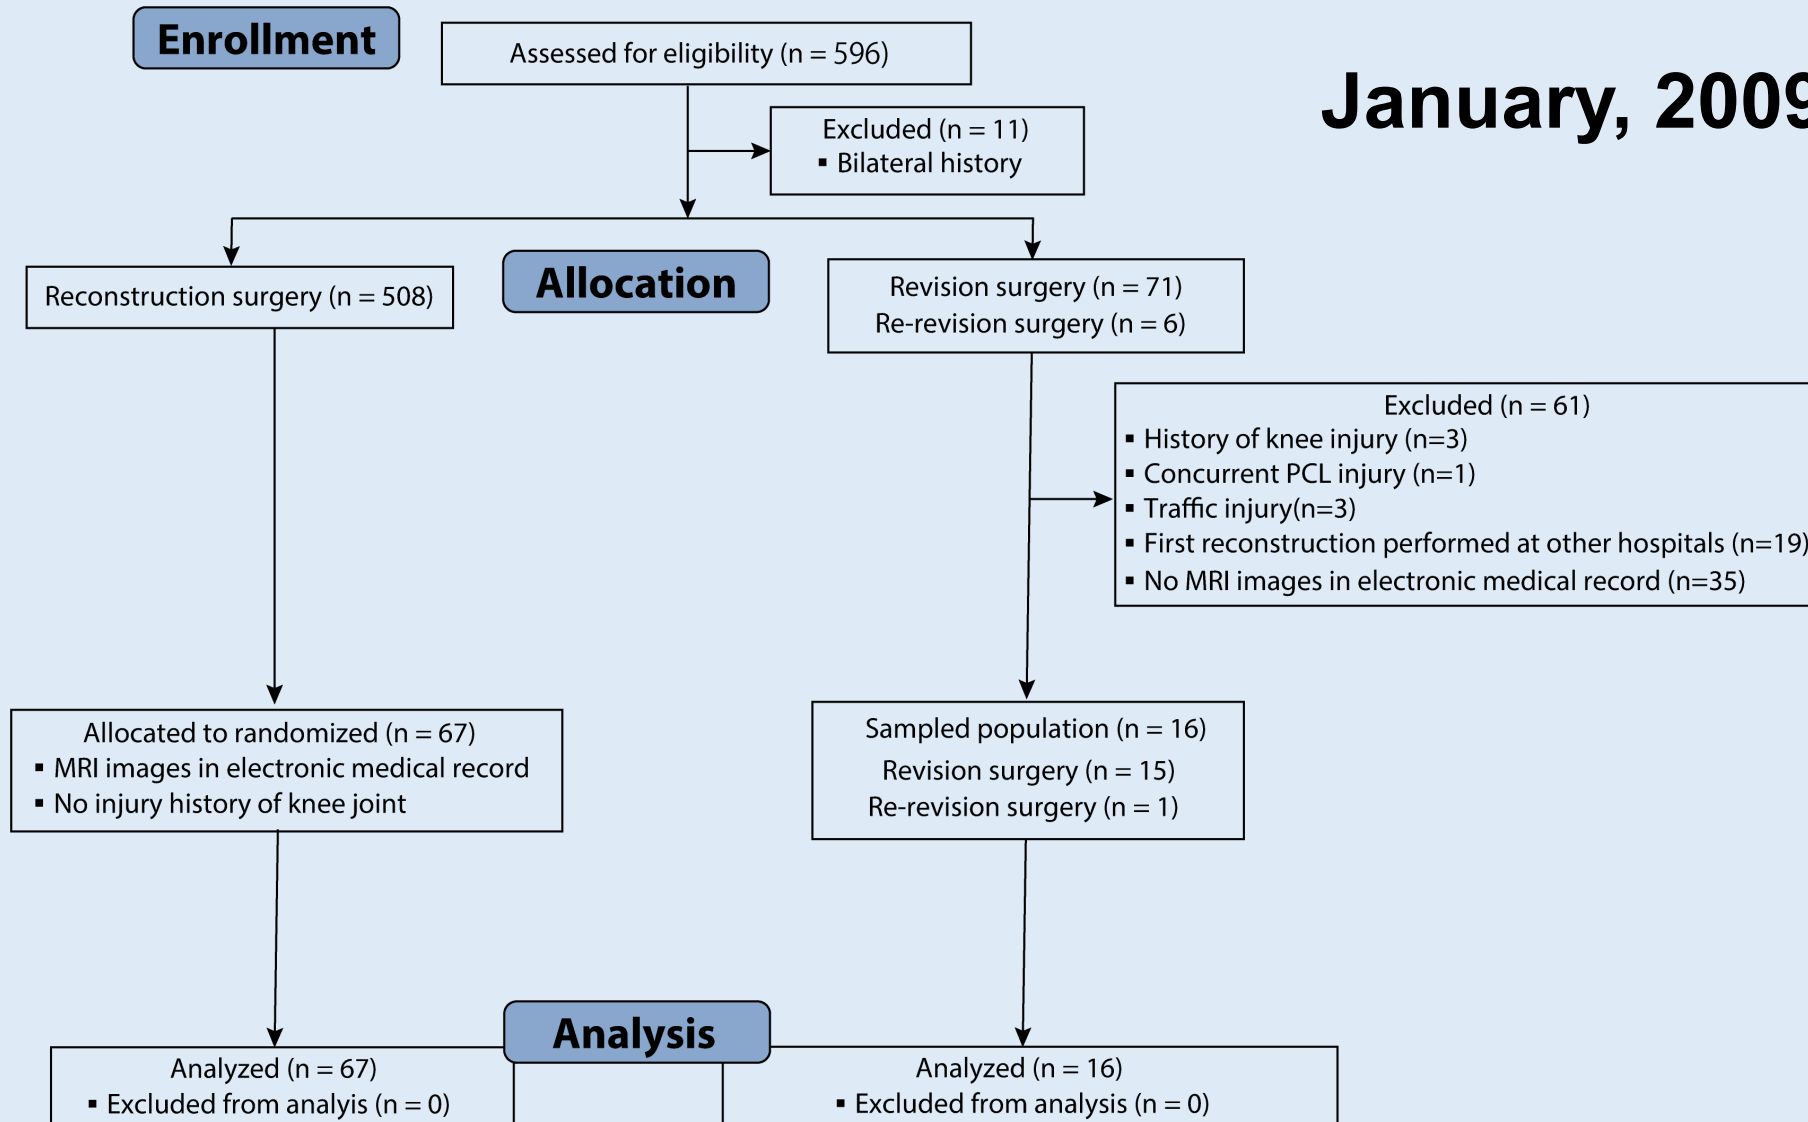 Enrollment
Assessed for eligibility (n = 596)
January, 2009
Excluded (n = 11)
▪ Bilateral history
Reconstruction surgery (n = 508)
Allocation
Revision surgery (n = 71)
Re-revision surgery (n = 6)
Excluded (n = 61)
▪ History of knee injury (n=3)
▪ Concurrent PCL injury (n=1)
▪ Traffic injury(n=3)
▪ First reconstruction performed at other hospitals (n=19)
▪ No MRI images in electronic medical record (n=35)
Allocated to randomized (n = 67)
▪ MRI images in electronic medical record
▪ No injury history of knee joint
Sampled population (n = 16)
Revision surgery (n = 15)
Re-revision surgery (n = 1)
Analysis
Analyzed (n = 67)
▪ Excluded from analyis (n = 0)
Analyzed (n = 16)
▪ Excluded from analysis (n = 0)